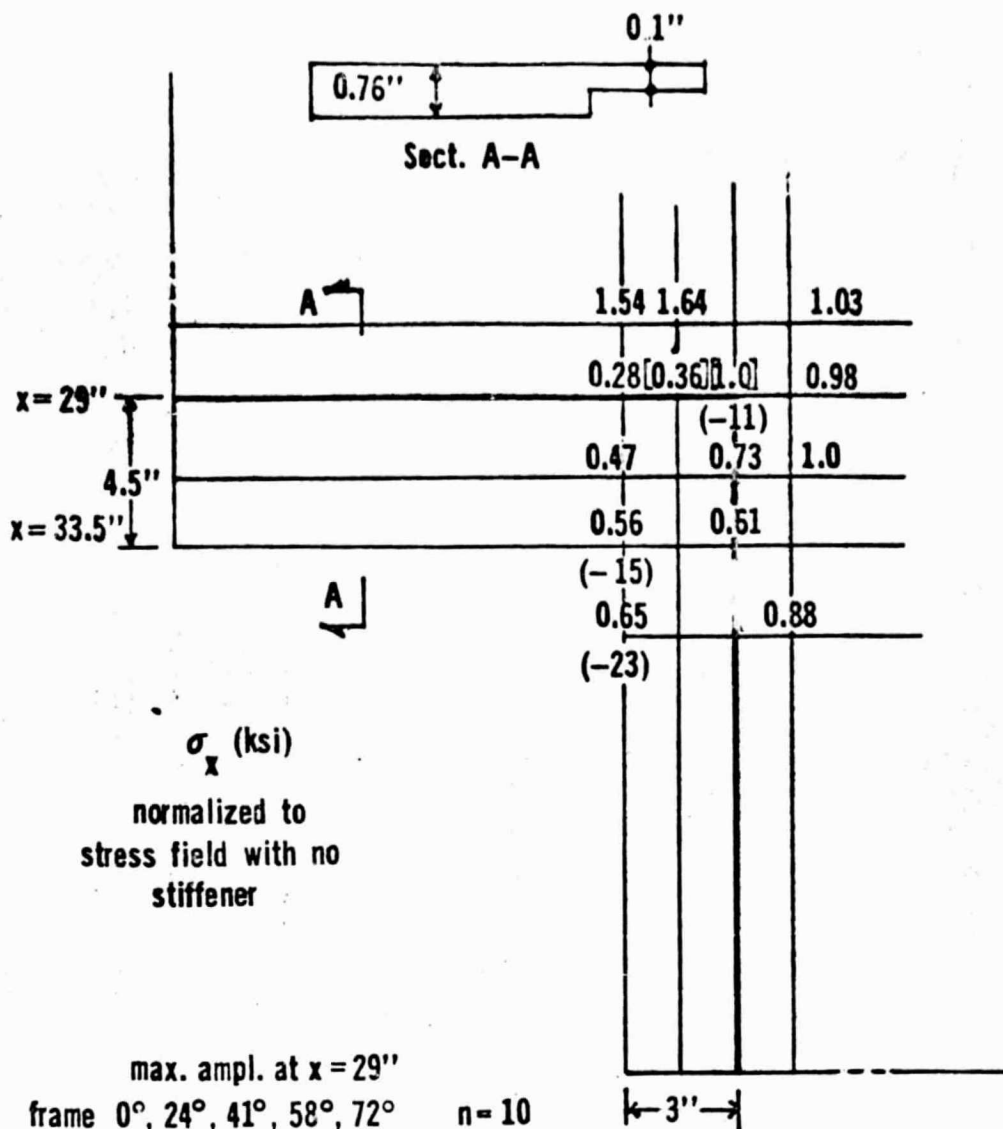 0.1"
0.76"
Sect. A-A
A
1.54 1.64 1.03
0.28[0.36][1.0] 0.98
x = 29"
(-11)
0.47 0.73 1.0
4.5"
x = 33.5"
0.56 0.61
(-15)
A
0.65 0.88
(-23)
σx (ksi)
normalized to
stress field with no
stiffener
max. ampl. at x = 29"
frame 0°, 24°, 41°, 58°, 72° n = 10
3"